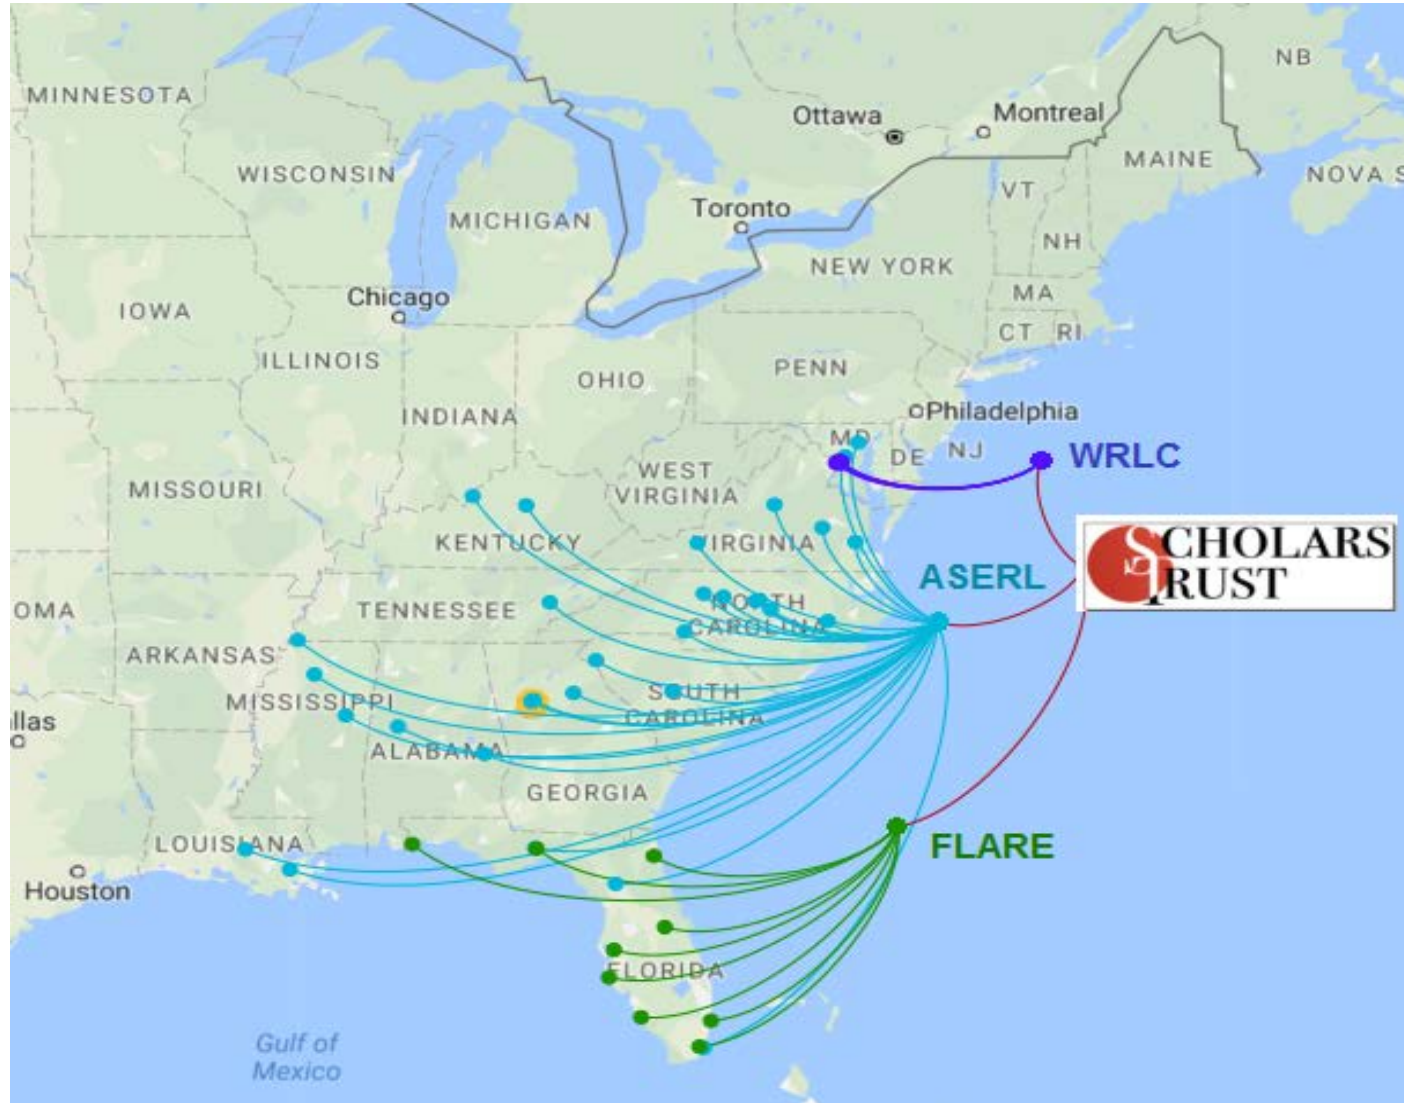 NB
MINNESOTA
Ottawa
Montreal
MAINE
WISCONSIN
NOVA S
VT
MICHIGAN
Toronto
NH
NEW YORK
MA
Chicago
IOWA
CT
RI
ILLINOIS
PENN
OHIO
Philadelphia
INDIANA
MD
NJ
DE
WRLC
WEST
VIRGINIA
MISSOURI
KENTUCKY
VIRGINIA
SCHOLARS
TRUST
ASERL
OMA
TENNESSEE
NORTH
CAROLINA
ARKANSAS
MISSISSIPPI
SOUTH
CAROLINA
llas
ALABAMA
GEORGIA
LOUISIANA
FLARE
Houston
FLORIDA
Gulf of
Mexico